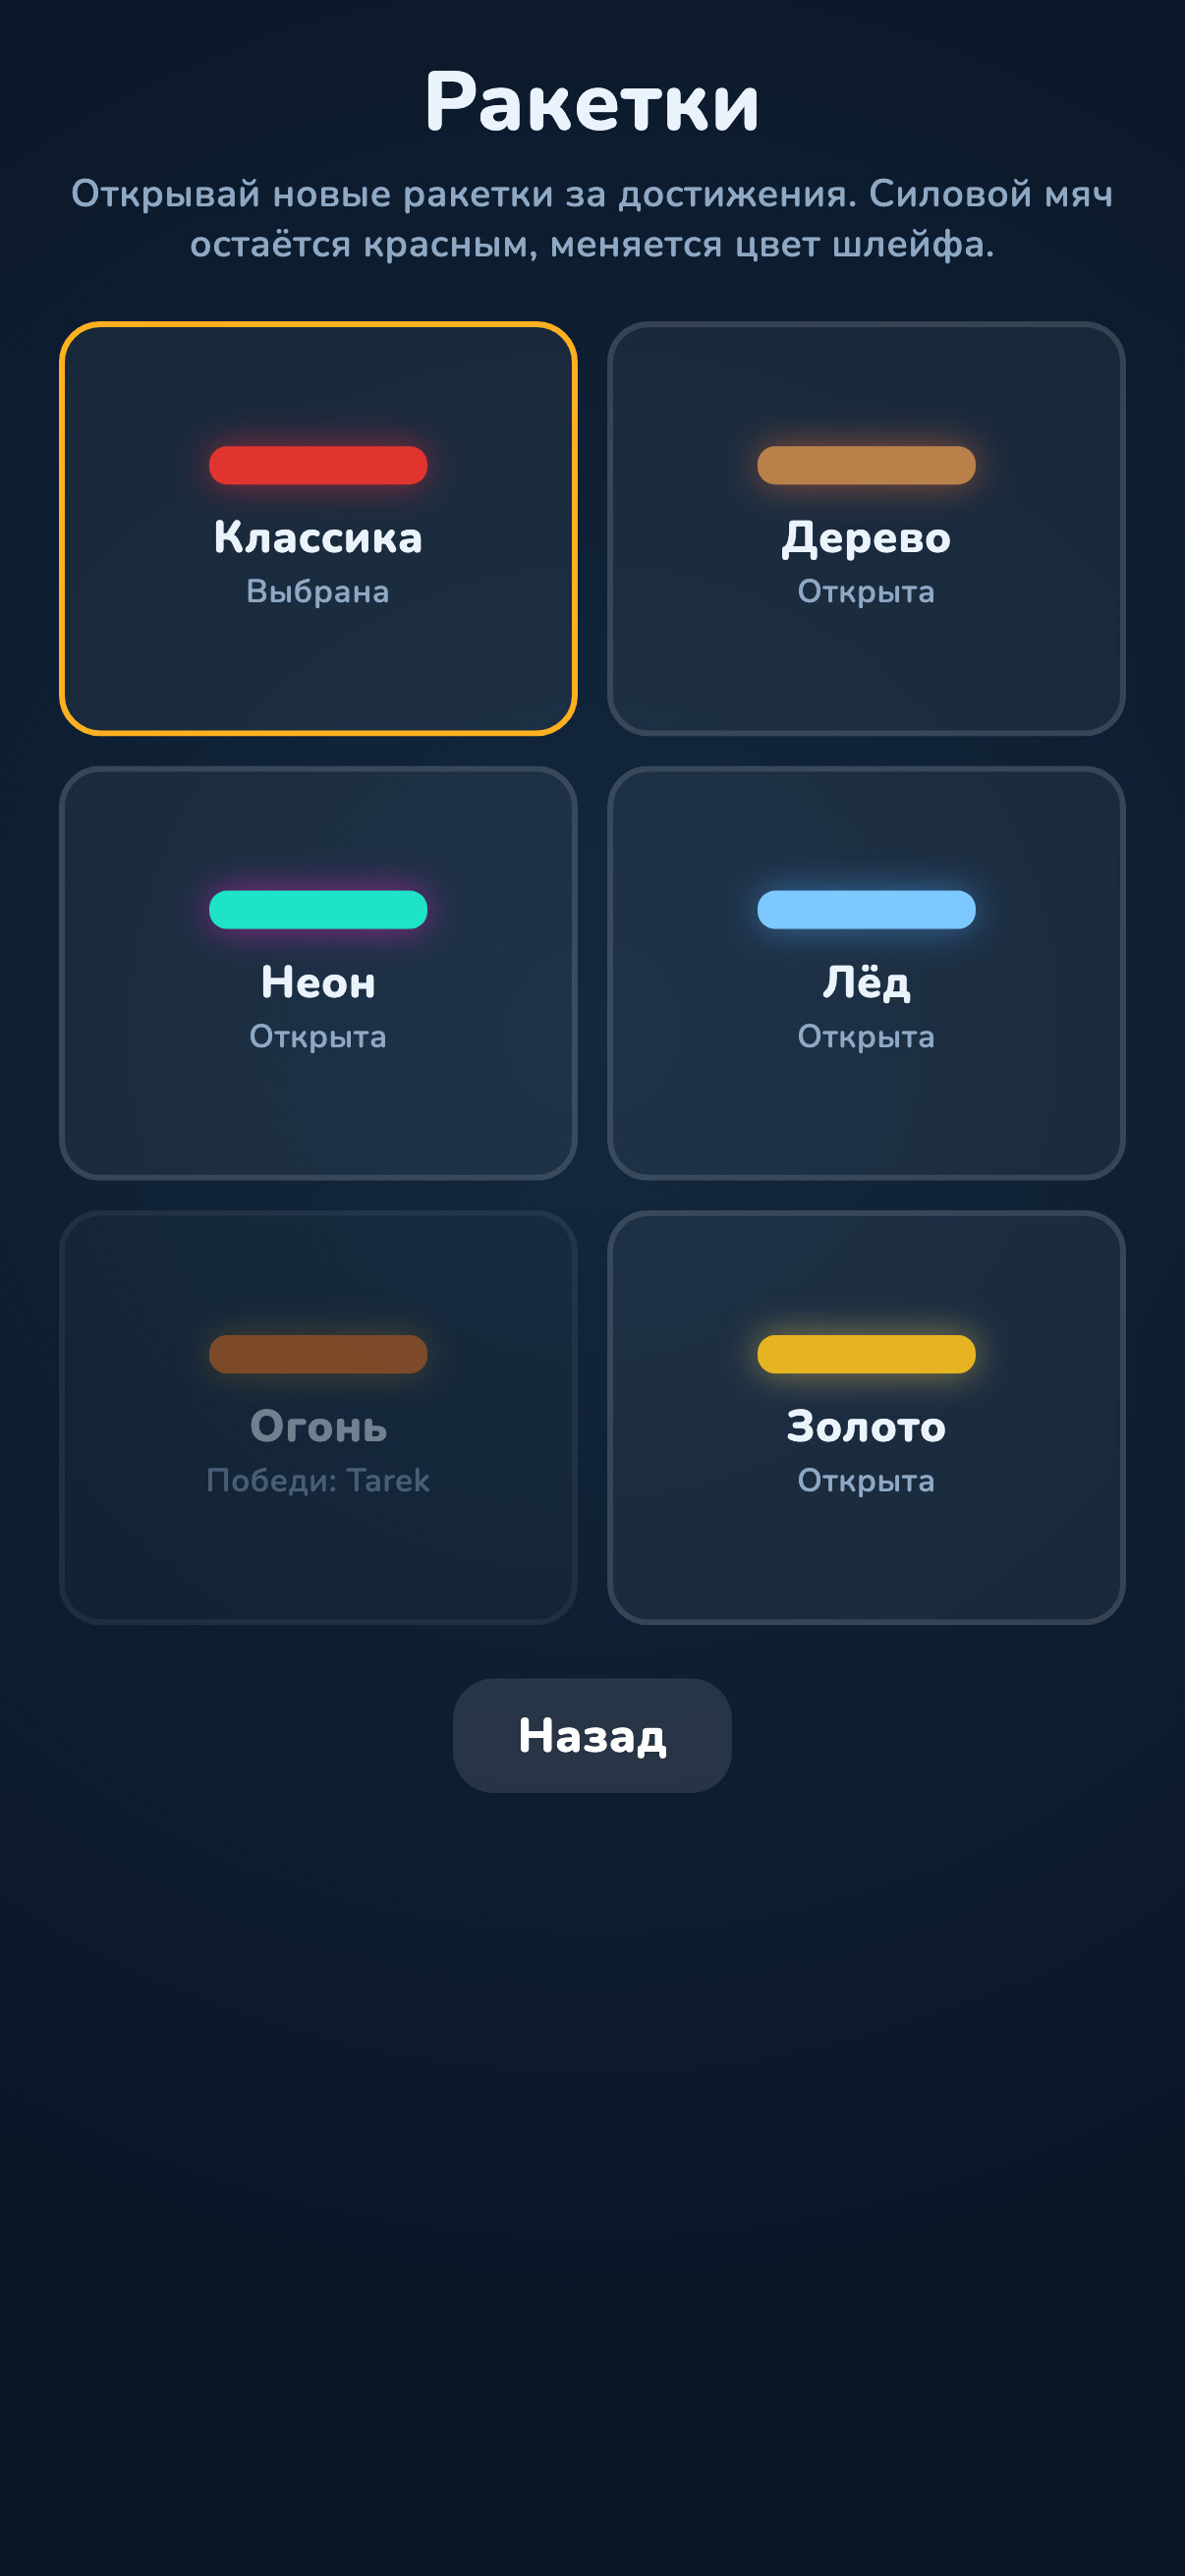 Ракетки
Открывай новые ракетки за достижения. Силовой мяч
остаётся красным, меняется цвет шлейфа.
Классика
Выбрана
Дерево
Открыта
Неон
Открыта
Лёд
Открыта
Огонь
Победи: Tarek
Золото
Открыта
Назад